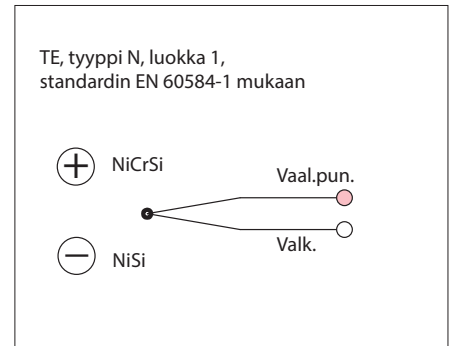 TE, tyyppi N, luokka 1,
standardin EN 60584-1 mukaan
+ NiCrSi
Vaal.pun.
Valk.
− NiSi